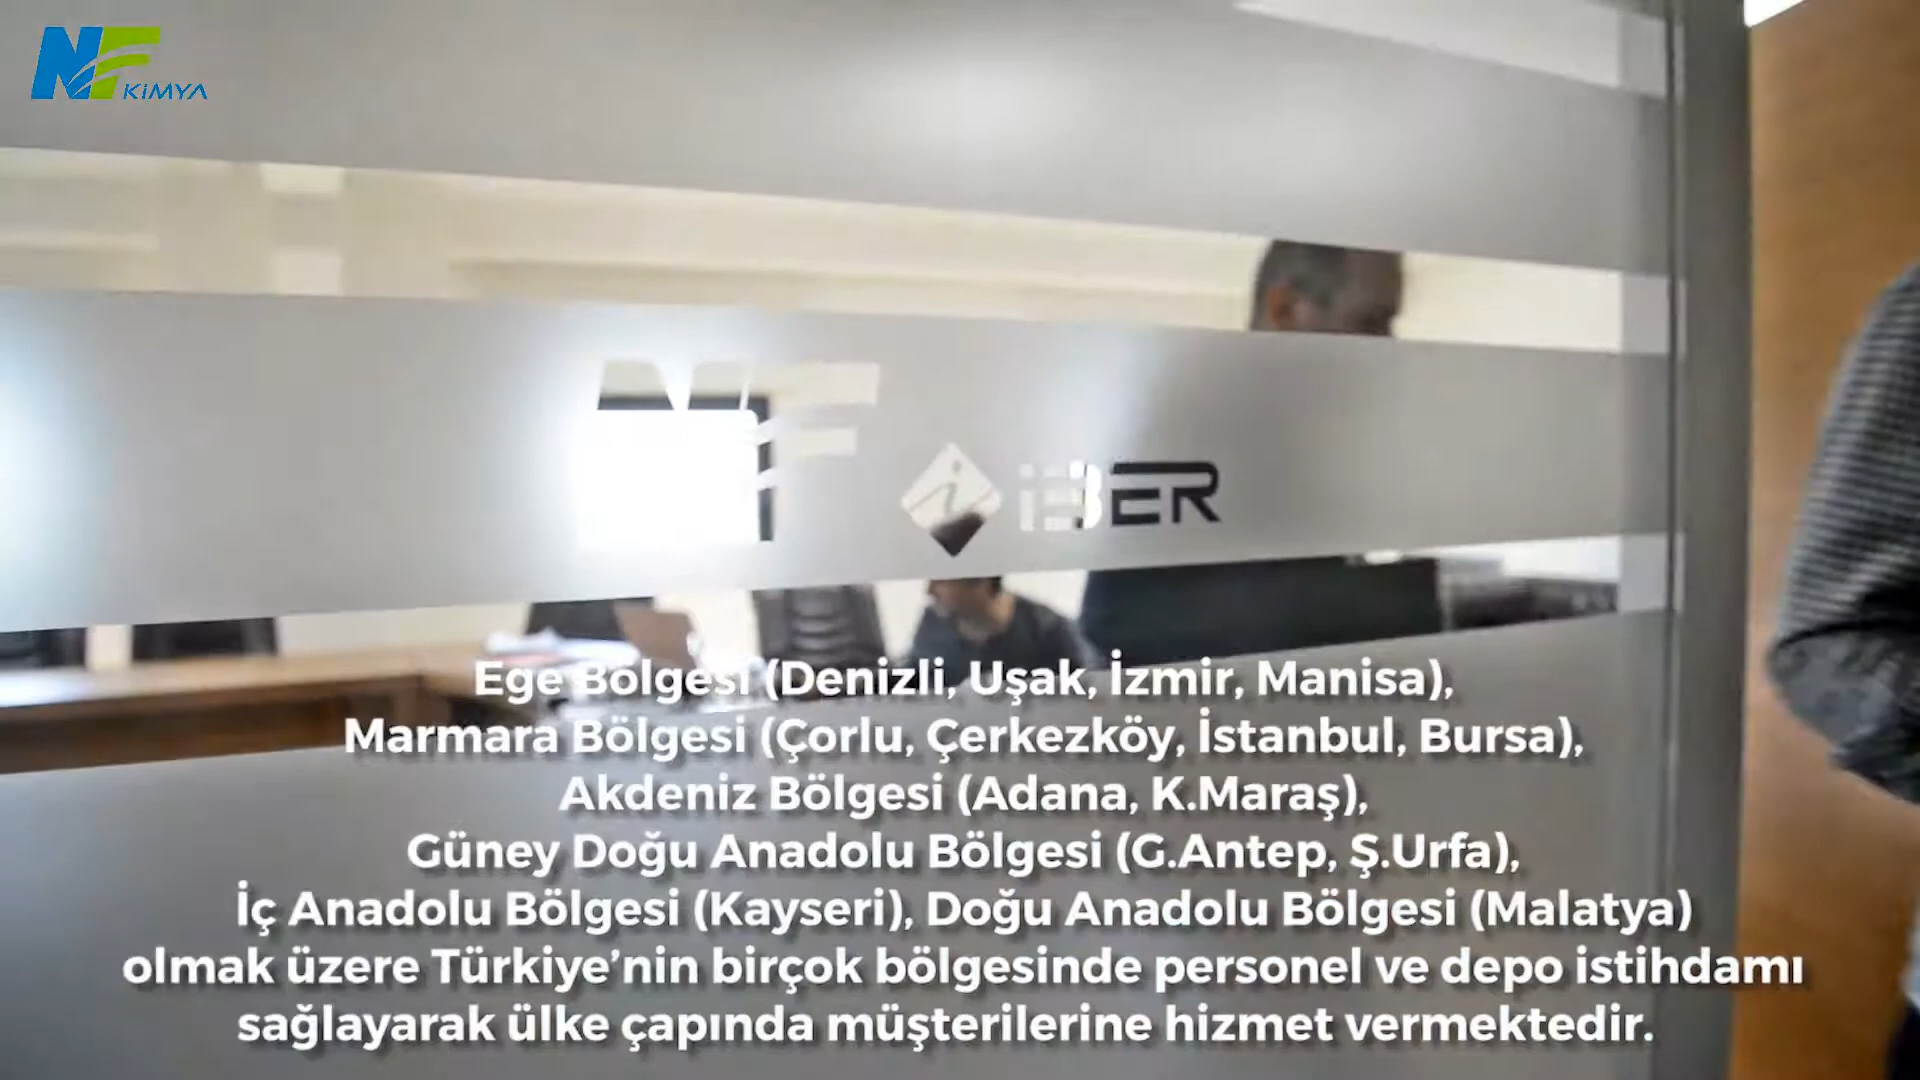 NF KİMYA
NF
iBER
Ege Bölgesi (Denizli, Uşak, İzmir, Manisa),
Marmara Bölgesi (Çorlu, Çerkezköy, İstanbul, Bursa),
Akdeniz Bölgesi (Adana, K.Maraş),
Güney Doğu Anadolu Bölgesi (G.Antep, Ş.Urfa),
İç Anadolu Bölgesi (Kayseri), Doğu Anadolu Bölgesi (Malatya)
olmak üzere Türkiye’nin birçok bölgesinde personel ve depo istihdamı
sağlayarak ülke çapında müşterilerine hizmet vermektedir.